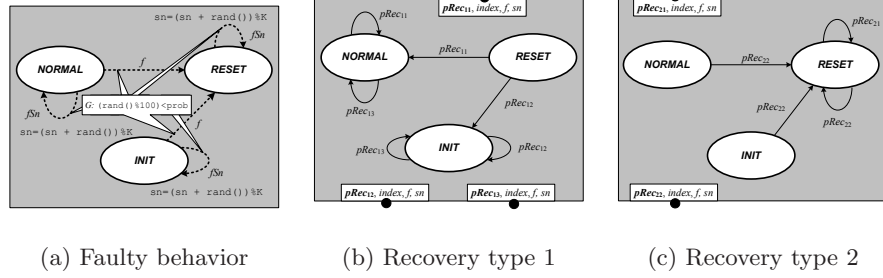 sn=(sn + rand())%K
fSn
NORMAL
f
RESET
G: (rand()%100)<prob
fSn
f
sn=(sn + rand())%K
INIT
fSn
sn=(sn + rand())%K
(a) Faulty behavior
pRec11, index, f, sn
pRec11
NORMAL
pRec11
RESET
pRec13
pRec12
pRec13
INIT
pRec12
pRec12, index, f, sn
pRec13, index, f, sn
(b) Recovery type 1
pRec21, index, f, sn
pRec21
NORMAL
pRec22
RESET
pRec22
pRec22
INIT
pRec22, index, f, sn
(c) Recovery type 2